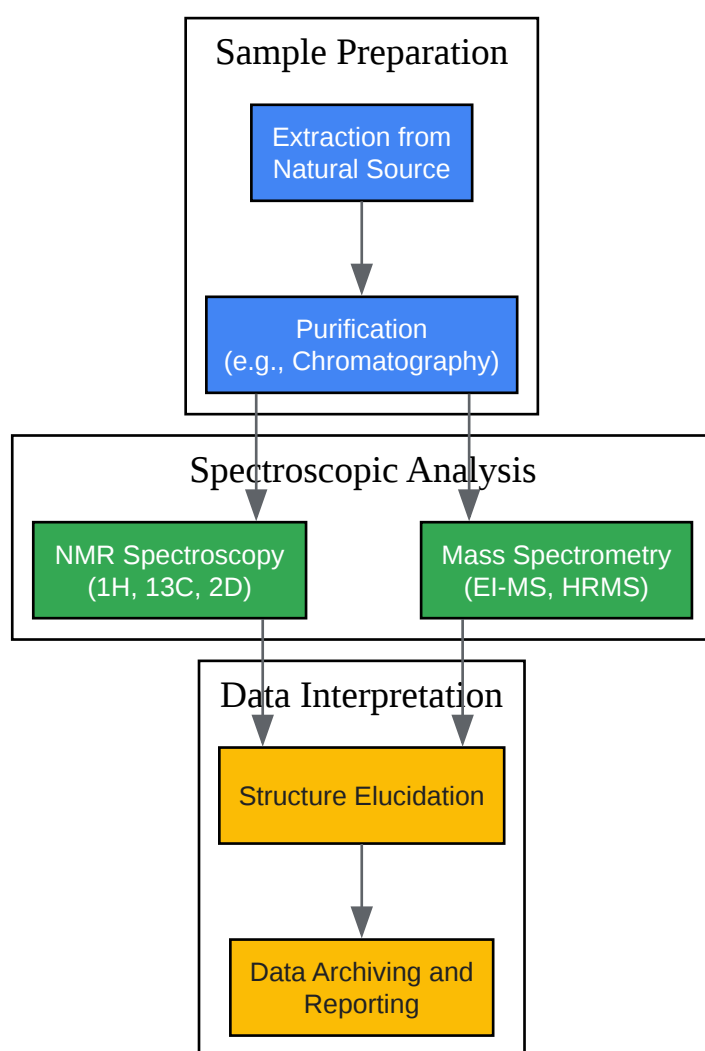 Sample Preparation
Extraction from
Natural Source
Purification
(e.g., Chromatography)
Spectroscopic Analysis
NMR Spectroscopy
(1H, 13C, 2D)
Mass Spectrometry
(EI-MS, HRMS)
Data Interpretation
Structure Elucidation
Data Archiving and
Reporting